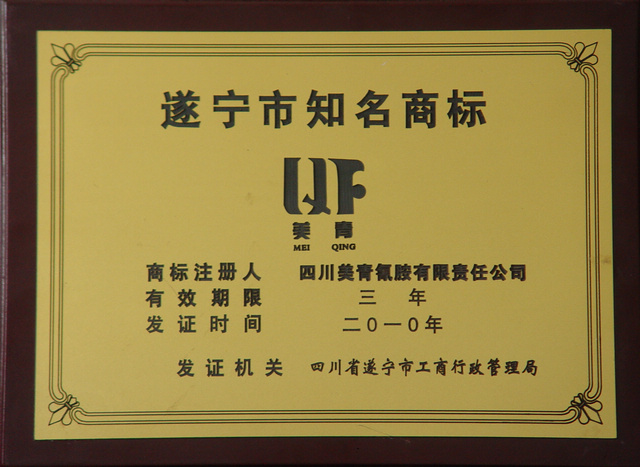 遂宁市知名商标
美青
MEI QING
商标注册人 四川美青氰胺有限责任公司
有效期限 三年
发证时间 二0一0年
发证机关 四川省遂宁市工商行政管理局